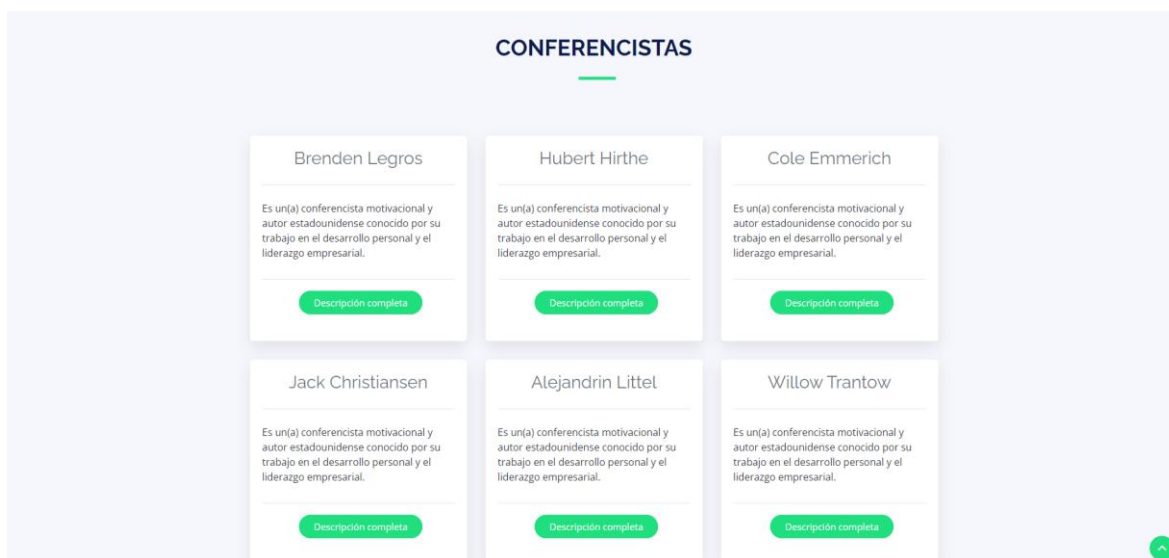 CONFERENCISTAS
Brenden Legros
Es un(a) conferencista motivacional y
autor estadounidense conocido por su
trabajo en el desarrollo personal y el
liderazgo empresarial.
Descripción completa
Hubert Hirthe
Es un(a) conferencista motivacional y
autor estadounidense conocido por su
trabajo en el desarrollo personal y el
liderazgo empresarial.
Descripción completa
Cole Emmerich
Es un(a) conferencista motivacional y
autor estadounidense conocido por su
trabajo en el desarrollo personal y el
liderazgo empresarial.
Descripción completa
Jack Christiansen
Es un(a) conferencista motivacional y
autor estadounidense conocido por su
trabajo en el desarrollo personal y el
liderazgo empresarial.
Descripción completa
Alejandrin Littel
Es un(a) conferencista motivacional y
autor estadounidense conocido por su
trabajo en el desarrollo personal y el
liderazgo empresarial.
Descripción completa
Willow Trantow
Es un(a) conferencista motivacional y
autor estadounidense conocido por su
trabajo en el desarrollo personal y el
liderazgo empresarial.
Descripción completa